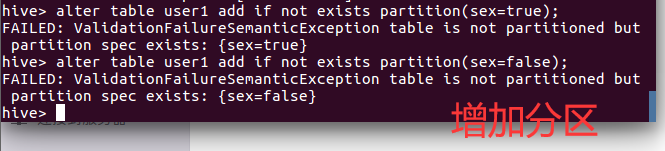 hive> alter table user1 add if not exists partition(sex=true);
FAILED: ValidationFailureSemanticException table is not partitioned but
 partition spec exists: {sex=true}
hive> alter table user1 add if not exists partition(sex=false);
FAILED: ValidationFailureSemanticException table is not partitioned but
 partition spec exists: {sex=false}
hive>
增加分区